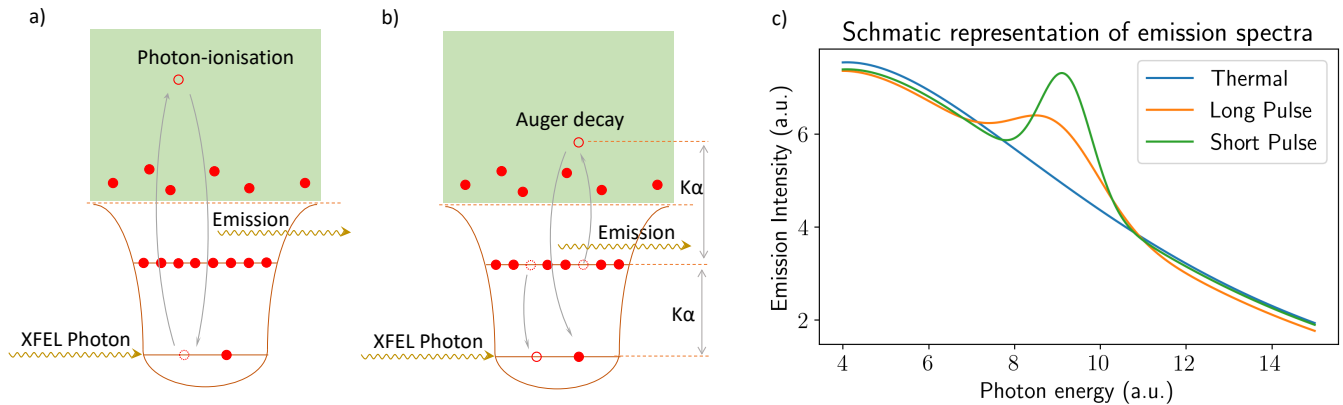 a)
Photon-ionisation
Emission
XFEL Photon
b)
Auger decay
Kα
Emission
Kα
XFEL Photon
c)
Schmatic representation of emission spectra
Emission Intensity (a.u.)
6
4
2
Thermal
Long Pulse
Short Pulse
4 6 8 10 12 14
Photon energy (a.u.)